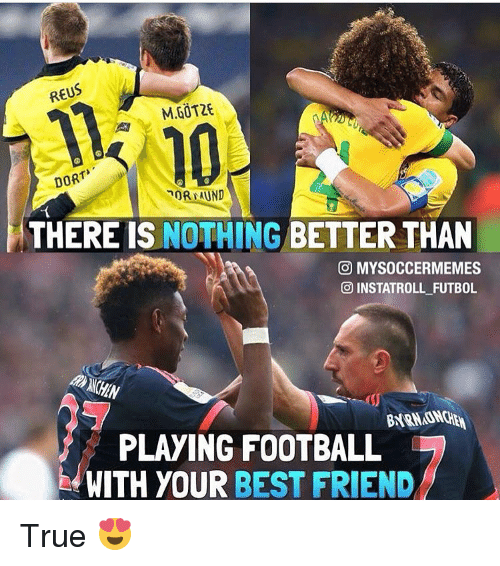 REUS
11
DORT
M.GÖTZE
10
DORTMUND
THERE IS NOTHING BETTER THAN
MYSOCCERMEMES
INSTATROLL_FUTBOL
27
7
PLAYING FOOTBALL
WITH YOUR BEST FRIEND
True 😍